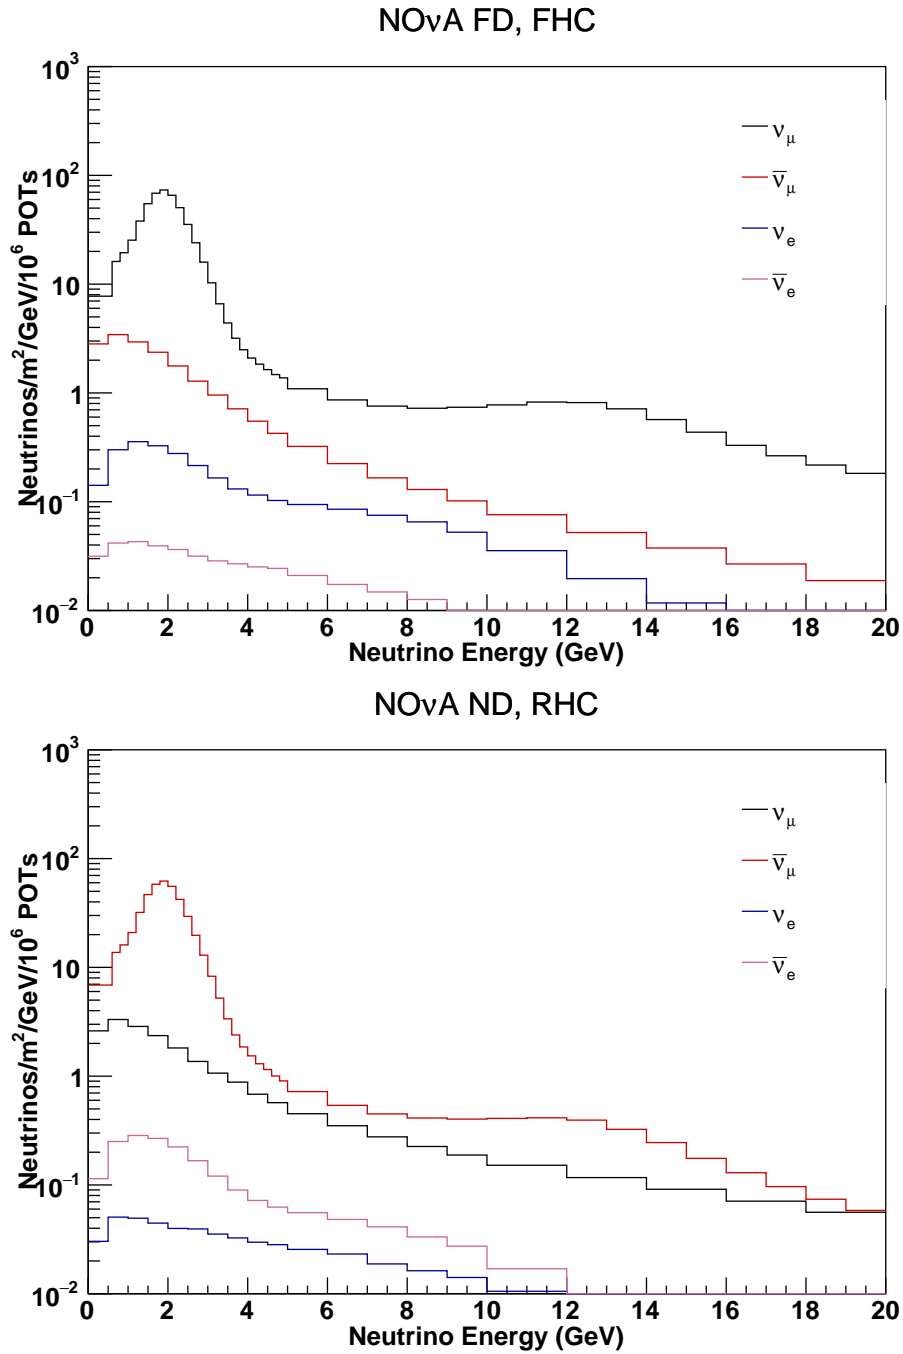 NOνA FD, FHC
Neutrinos/m²/GeV/10⁶ POTs
10³
10²
10
1
10⁻¹
10⁻²
ν_μ
ν̅_μ
ν_e
ν̅_e
0 2 4 6 8 10 12 14 16 18 20
Neutrino Energy (GeV)
NOνA ND, RHC
Neutrinos/m²/GeV/10⁶ POTs
10³
10²
10
1
10⁻¹
10⁻²
ν_μ
ν̅_μ
ν_e
ν̅_e
0 2 4 6 8 10 12 14 16 18 20
Neutrino Energy (GeV)